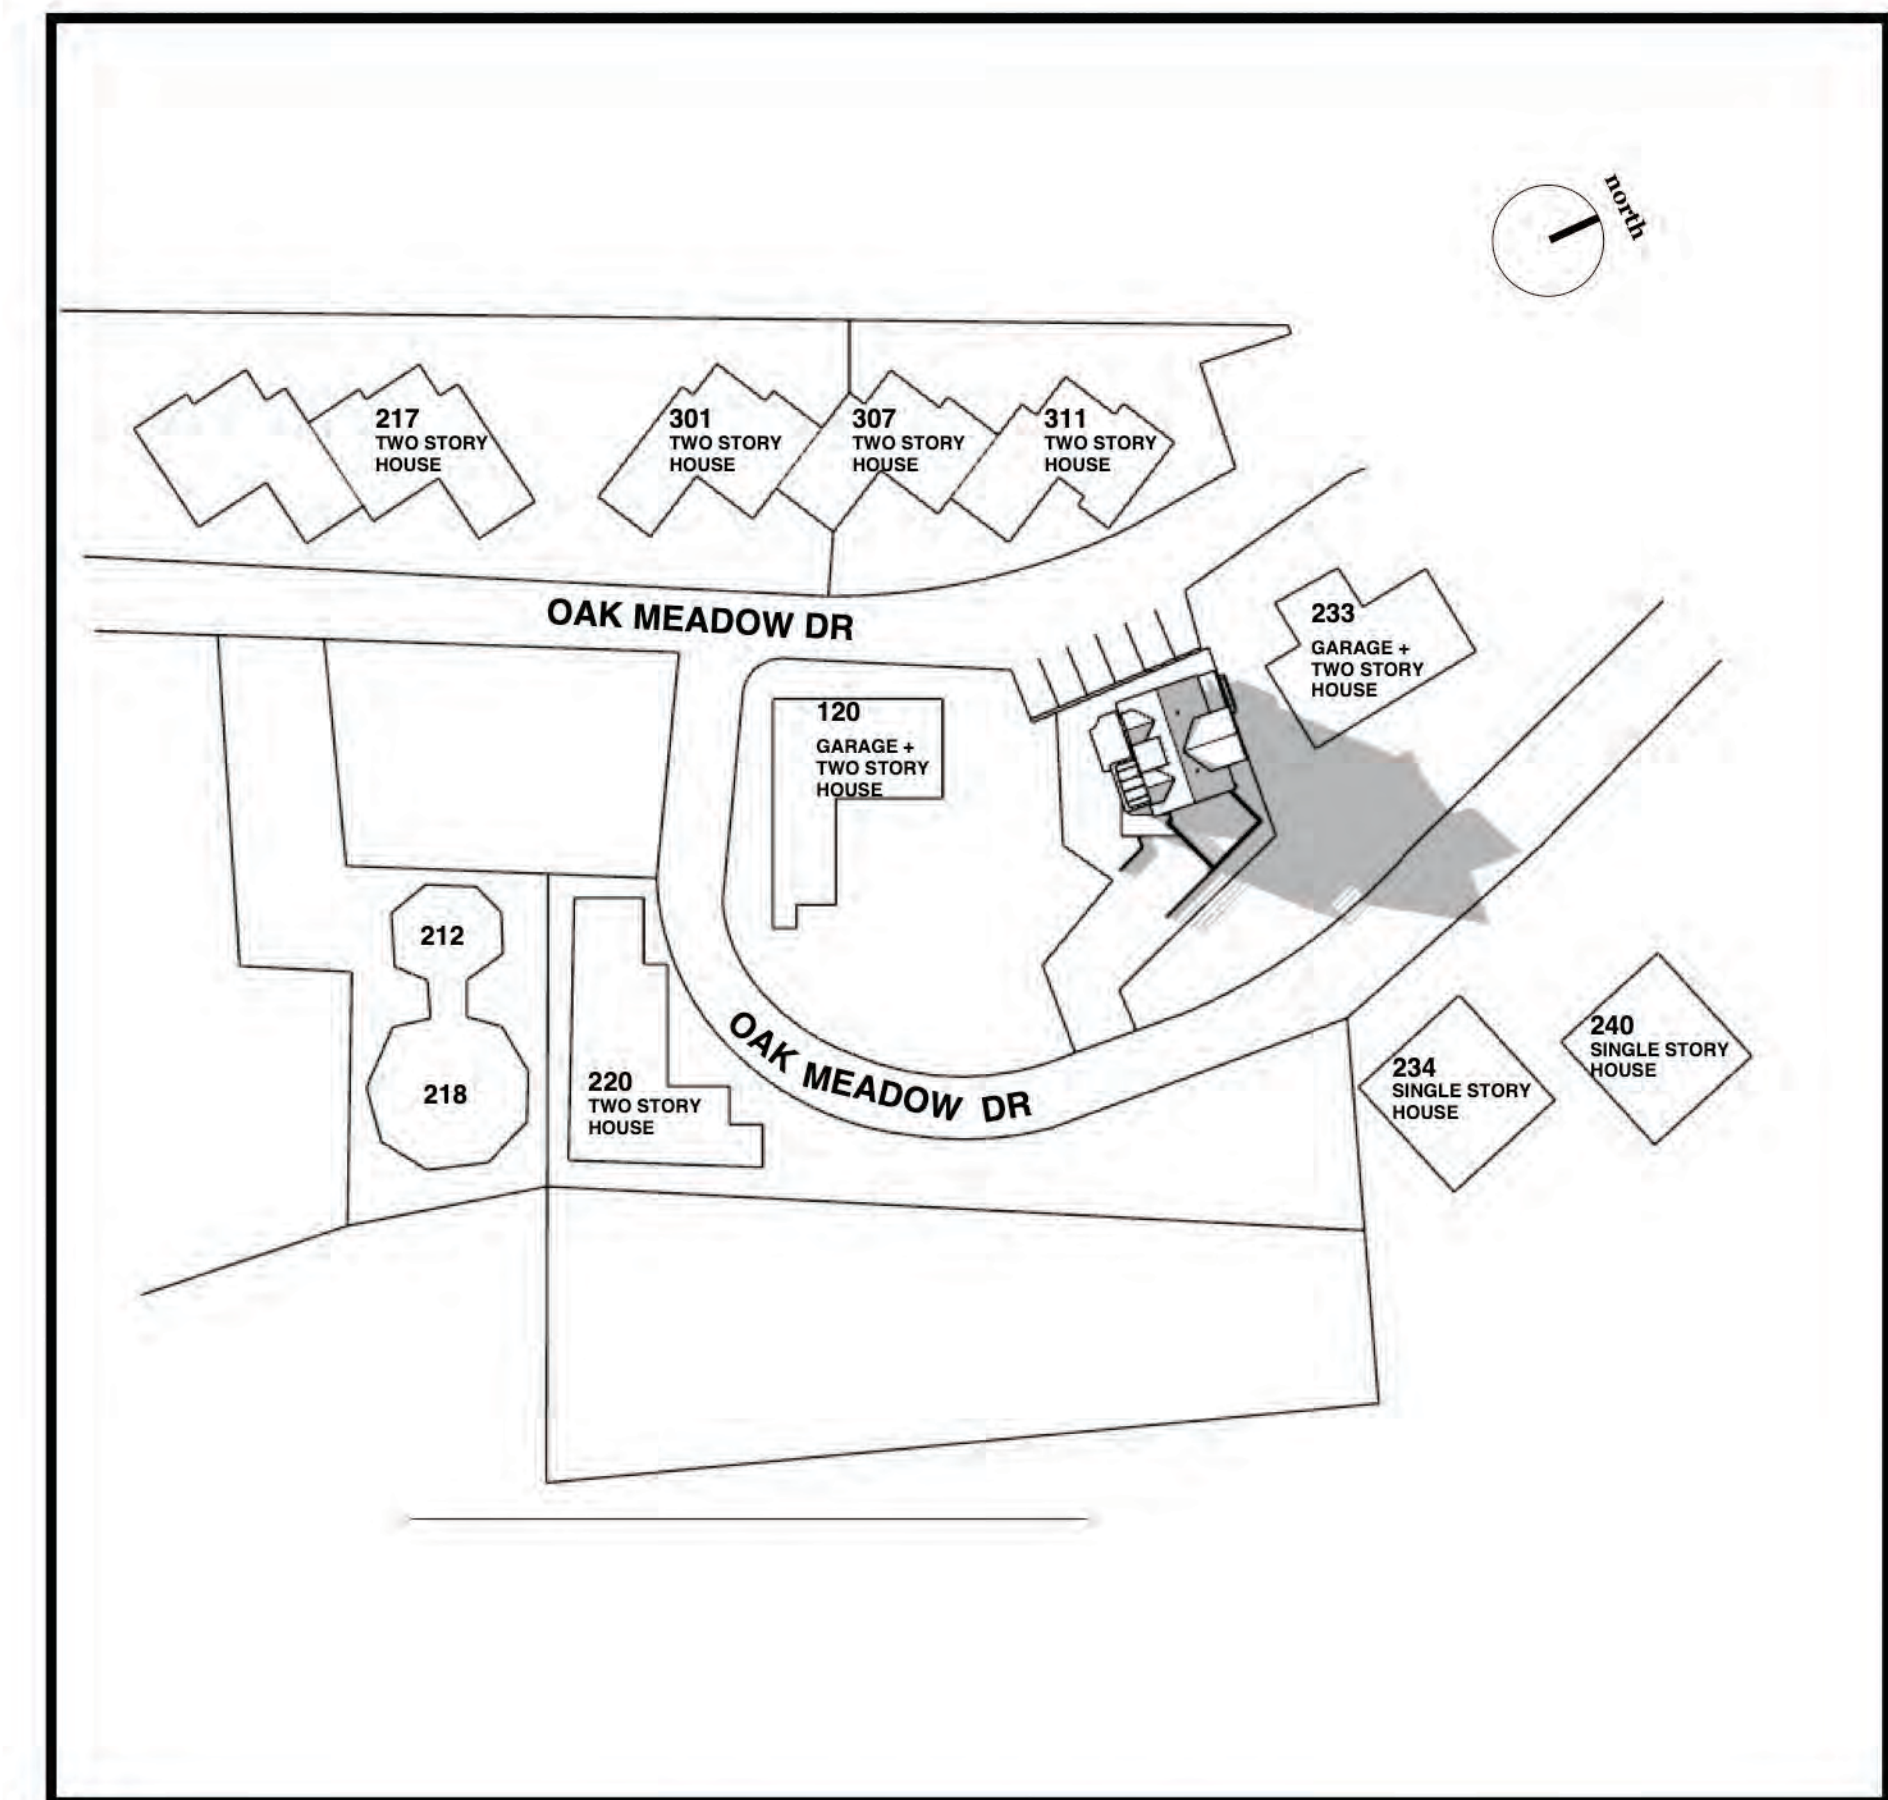 north
217
TWO STORY
HOUSE
301
TWO STORY
HOUSE
307
TWO STORY
HOUSE
311
TWO STORY
HOUSE
OAK MEADOW DR
233
GARAGE +
TWO STORY
HOUSE
120
GARAGE +
TWO STORY
HOUSE
212
218
220
TWO STORY
HOUSE
OAK MEADOW DR
234
SINGLE STORY
HOUSE
240
SINGLE STORY
HOUSE